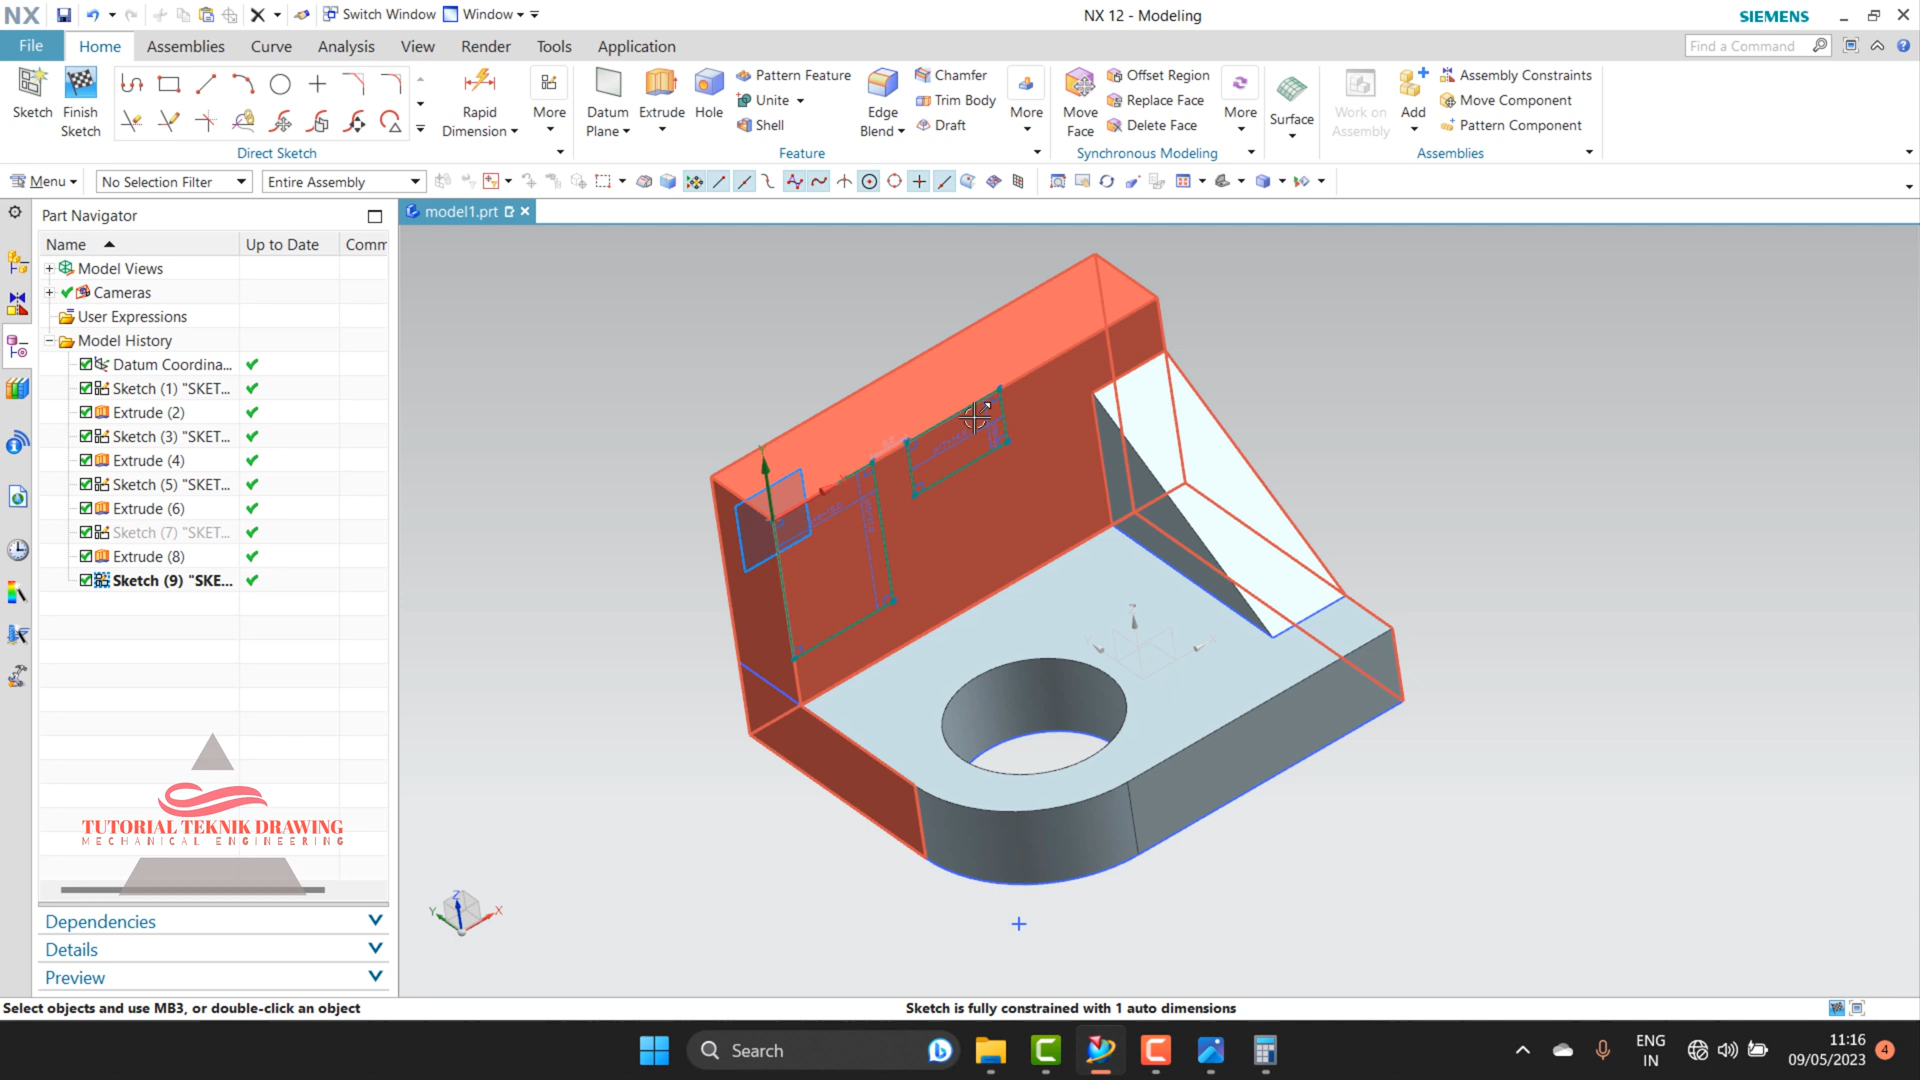 NX
Switch Window
Window
NX 12 - Modeling
SIEMENS
File
Home
Assemblies
Curve
Analysis
View
Render
Tools
Application
Find a Command
Sketch
Finish
Sketch
Rapid
Dimension
More
Direct Sketch
Datum
Plane
Extrude
Hole
Pattern Feature
Unite
Shell
Edge
Blend
Chamfer
Trim Body
Draft
More
Feature
Move
Face
Offset Region
Replace Face
Delete Face
More
Synchronous Modeling
Surface
Work on
Assembly
Add
Assembly Constraints
Move Component
Pattern Component
Assemblies
Menu
No Selection Filter
Entire Assembly
Part Navigator
model1.prt
Name
Up to Date
Comm
Model Views
Cameras
User Expressions
Model History
Datum Coordina...
Sketch (1) "SKET...
Extrude (2)
Sketch (3) "SKET...
Extrude (4)
Sketch (5) "SKET...
Extrude (6)
Sketch (7) "SKET...
Extrude (8)
Sketch (9) "SKE...
TUTORIAL TEKNIK DRAWING
MECHANICAL ENGINEERING
Dependencies
Details
Preview
Z
Y
X
Select objects and use MB3, or double-click an object
Sketch is fully constrained with 1 auto dimensions
Search
ENG
IN
11:16
09/05/2023
4